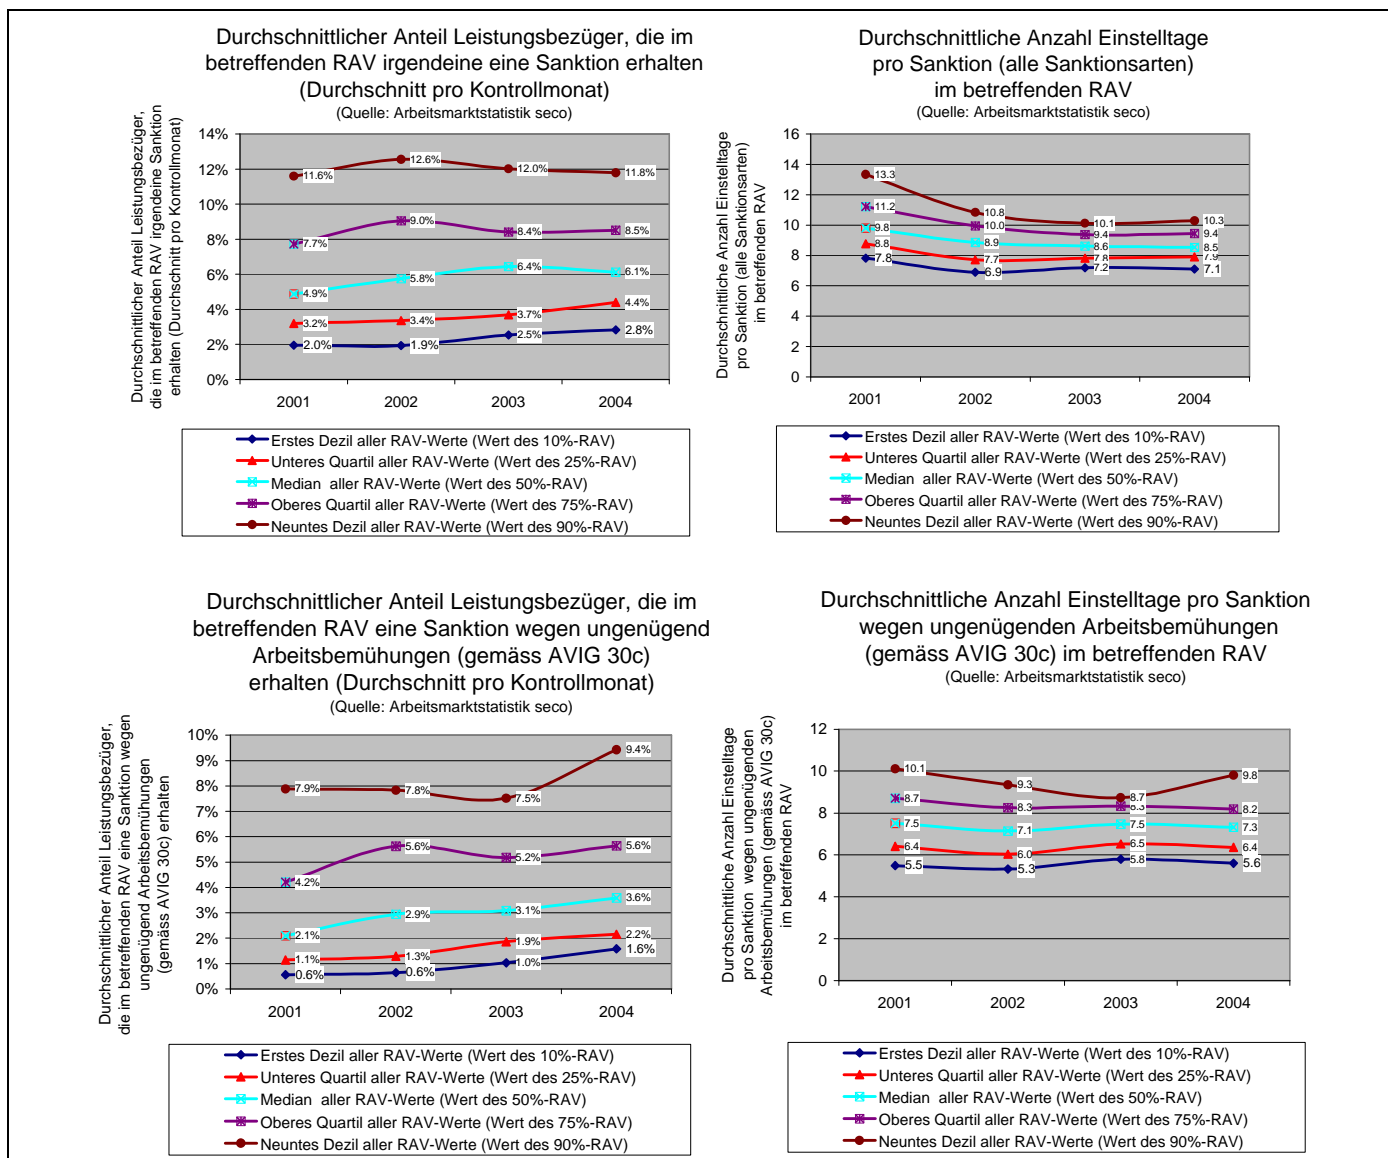 Durchschnittlicher Anteil Leistungsbezüger, die im
betreffenden RAV irgendeine eine Sanktion erhalten
(Durchschnitt pro Kontrollmonat)
(Quelle: Arbeitsmarktstatistik seco)
Durchschnittlicher Anteil Leistungsbezüger,
die im betreffenden RAV irgendeine Sanktion
erhalten (Durchschnitt pro Kontrollmonat)
14%
12%
10%
8%
6%
4%
2%
0%
11.6%
12.6%
12.0%
11.8%
7.7%
9.0%
8.4%
8.5%
4.9%
5.8%
6.4%
6.1%
3.2%
3.4%
3.7%
4.4%
2.0%
1.9%
2.5%
2.8%
2001 2002 2003 2004
Erstes Dezil aller RAV-Werte (Wert des 10%-RAV)
Unteres Quartil aller RAV-Werte (Wert des 25%-RAV)
Median aller RAV-Werte (Wert des 50%-RAV)
Oberes Quartil aller RAV-Werte (Wert des 75%-RAV)
Neuntes Dezil aller RAV-Werte (Wert des 90%-RAV)
Durchschnittliche Anzahl Einstelltage
pro Sanktion (alle Sanktionsarten)
im betreffenden RAV
(Quelle: Arbeitsmarktstatistik seco)
Durchschnittliche Anzahl Einstelltage
pro Sanktion (alle Sanktionsarten)
im betreffenden RAV
16
14
12
10
8
6
4
2
0
13.3
10.8
10.1
10.3
11.2
10.0
9.4
9.4
9.8
8.9
8.6
8.5
8.8
7.7
7.8
7.9
7.8
6.9
7.2
7.1
2001 2002 2003 2004
Erstes Dezil aller RAV-Werte (Wert des 10%-RAV)
Unteres Quartil aller RAV-Werte (Wert des 25%-RAV)
Median aller RAV-Werte (Wert des 50%-RAV)
Oberes Quartil aller RAV-Werte (Wert des 75%-RAV)
Neuntes Dezil aller RAV-Werte (Wert des 90%-RAV)
Durchschnittlicher Anteil Leistungsbezüger, die im
betreffenden RAV eine Sanktion wegen ungenügend
Arbeitsbemühungen (gemäss AVIG 30c)
erhalten (Durchschnitt pro Kontrollmonat)
(Quelle: Arbeitsmarktstatistik seco)
Durchschnittlicher Anteil Leistungsbezüger,
die im betreffenden RAV eine Sanktion wegen
ungenügend Arbeitsbemühungen
(gemäss AVIG 30c) erhalten
10%
9%
8%
7%
6%
5%
4%
3%
2%
1%
0%
7.9%
7.8%
7.5%
9.4%
4.2%
5.6%
5.2%
5.6%
2.1%
2.9%
3.1%
3.6%
1.1%
1.3%
1.9%
2.2%
0.6%
0.6%
1.0%
1.6%
2001 2002 2003 2004
Erstes Dezil aller RAV-Werte (Wert des 10%-RAV)
Unteres Quartil aller RAV-Werte (Wert des 25%-RAV)
Median aller RAV-Werte (Wert des 50%-RAV)
Oberes Quartil aller RAV-Werte (Wert des 75%-RAV)
Neuntes Dezil aller RAV-Werte (Wert des 90%-RAV)
Durchschnittliche Anzahl Einstelltage pro Sanktion
wegen ungenügenden Arbeitsbemühungen
(gemäss AVIG 30c) im betreffenden RAV
(Quelle: Arbeitsmarktstatistik seco)
Durchschnittliche Anzahl Einstelltage
pro Sanktion wegen ungenügenden
Arbeitsbemühungen (gemäss AVIG 30c)
im betreffenden RAV
12
10
8
6
4
2
0
10.1
9.3
8.7
9.8
8.7
8.3
8.3
8.2
7.5
7.1
7.5
7.3
6.4
6.0
6.5
6.4
5.5
5.3
5.8
5.6
2001 2002 2003 2004
Erstes Dezil aller RAV-Werte (Wert des 10%-RAV)
Unteres Quartil aller RAV-Werte (Wert des 25%-RAV)
Median aller RAV-Werte (Wert des 50%-RAV)
Oberes Quartil aller RAV-Werte (Wert des 75%-RAV)
Neuntes Dezil aller RAV-Werte (Wert des 90%-RAV)